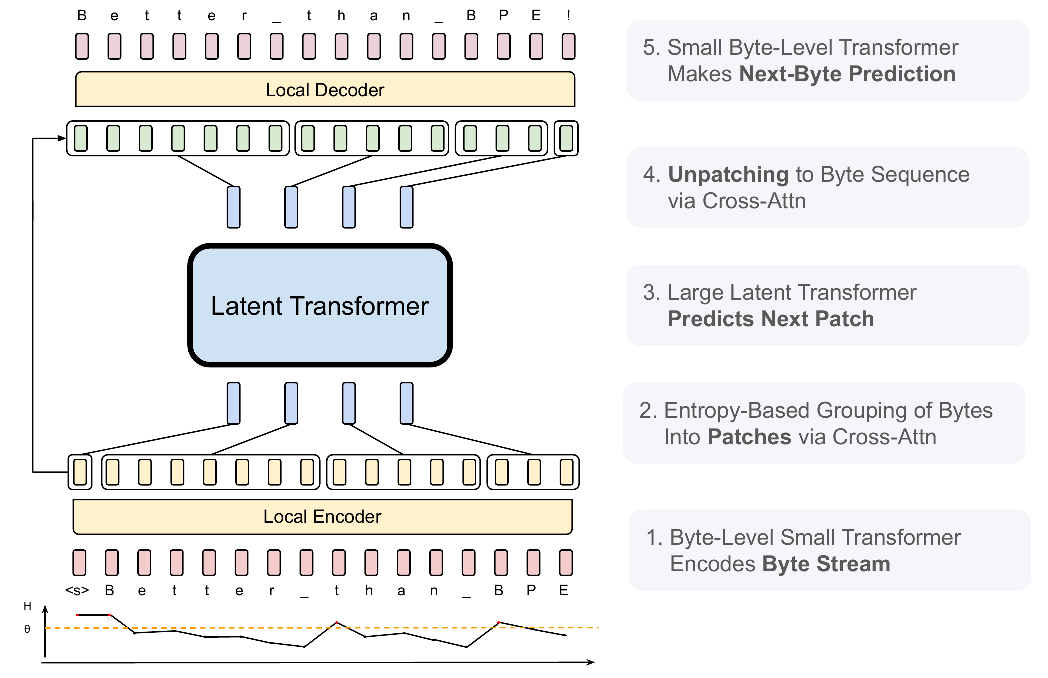 B e t t e r _ t h a n _ B P E !
Local Decoder
Latent Transformer
Local Encoder
<s> B e t t e r _ t h a n _ B P E
H
θ
5. Small Byte-Level Transformer
Makes Next-Byte Prediction
4. Unpatching to Byte Sequence
via Cross-Attn
3. Large Latent Transformer
Predicts Next Patch
2. Entropy-Based Grouping of Bytes
Into Patches via Cross-Attn
1. Byte-Level Small Transformer
Encodes Byte Stream